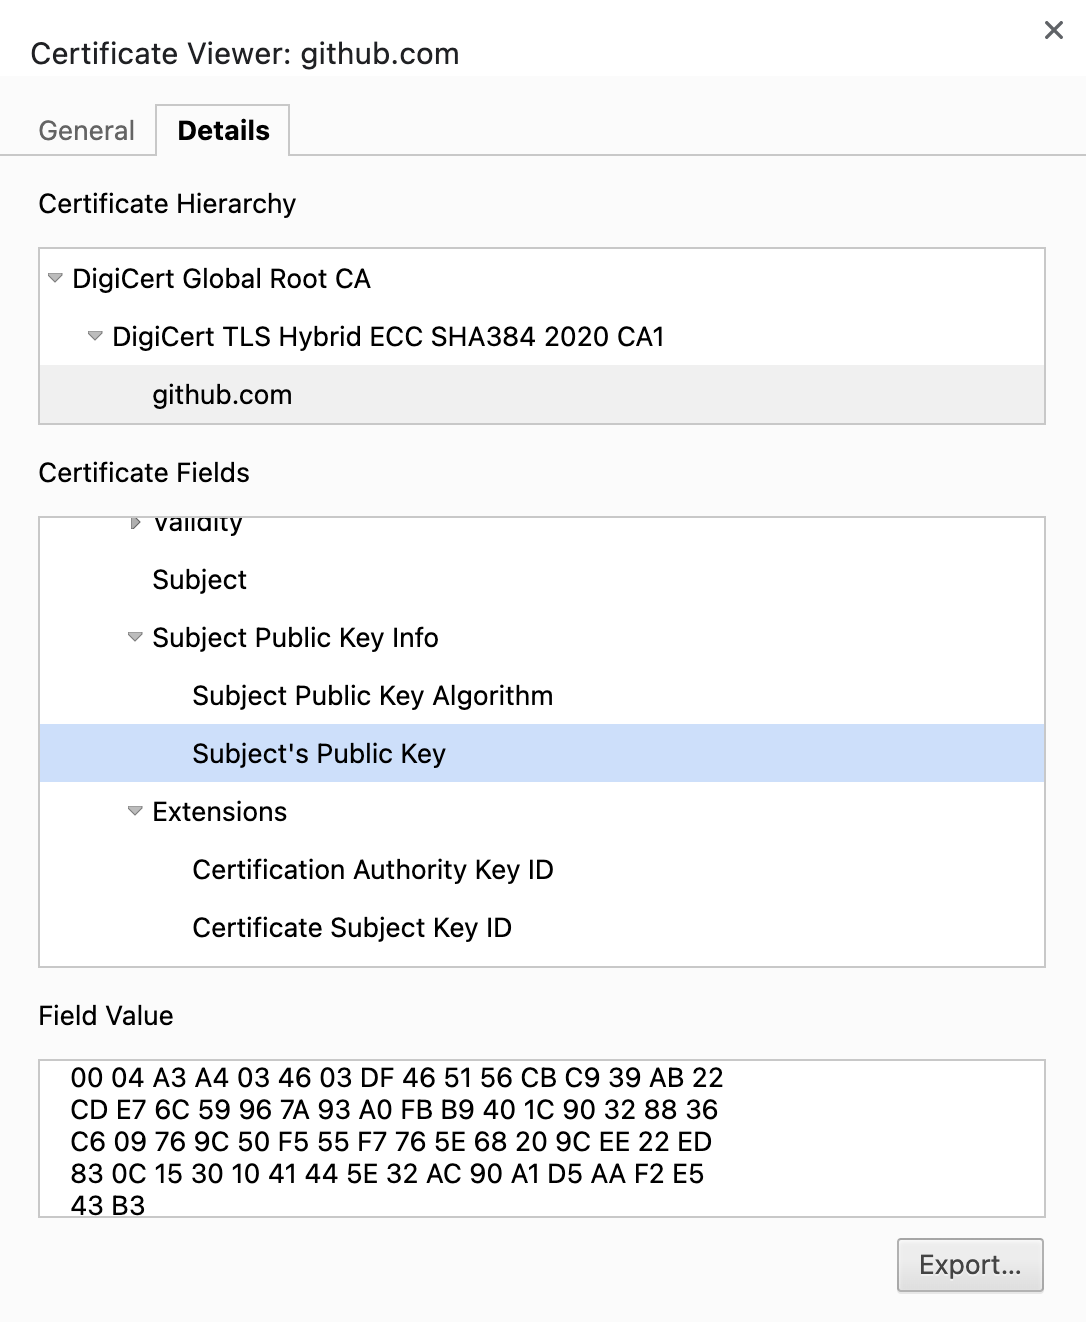 Certificate Viewer: github.com
General
Details
Certificate Hierarchy
DigiCert Global Root CA
DigiCert TLS Hybrid ECC SHA384 2020 CA1
github.com
Certificate Fields
Validity
Subject
Subject Public Key Info
Subject Public Key Algorithm
Subject's Public Key
Extensions
Certification Authority Key ID
Certificate Subject Key ID
Field Value
00 04 A3 A4 03 46 03 DF 46 51 56 CB C9 39 AB 22
CD E7 6C 59 96 7A 93 A0 FB B9 40 1C 90 32 88 36
C6 09 76 9C 50 F5 55 F7 76 5E 68 20 9C EE 22 ED
83 0C 15 30 10 41 44 5E 32 AC 90 A1 D5 AA F2 E5
43 B3
Export...